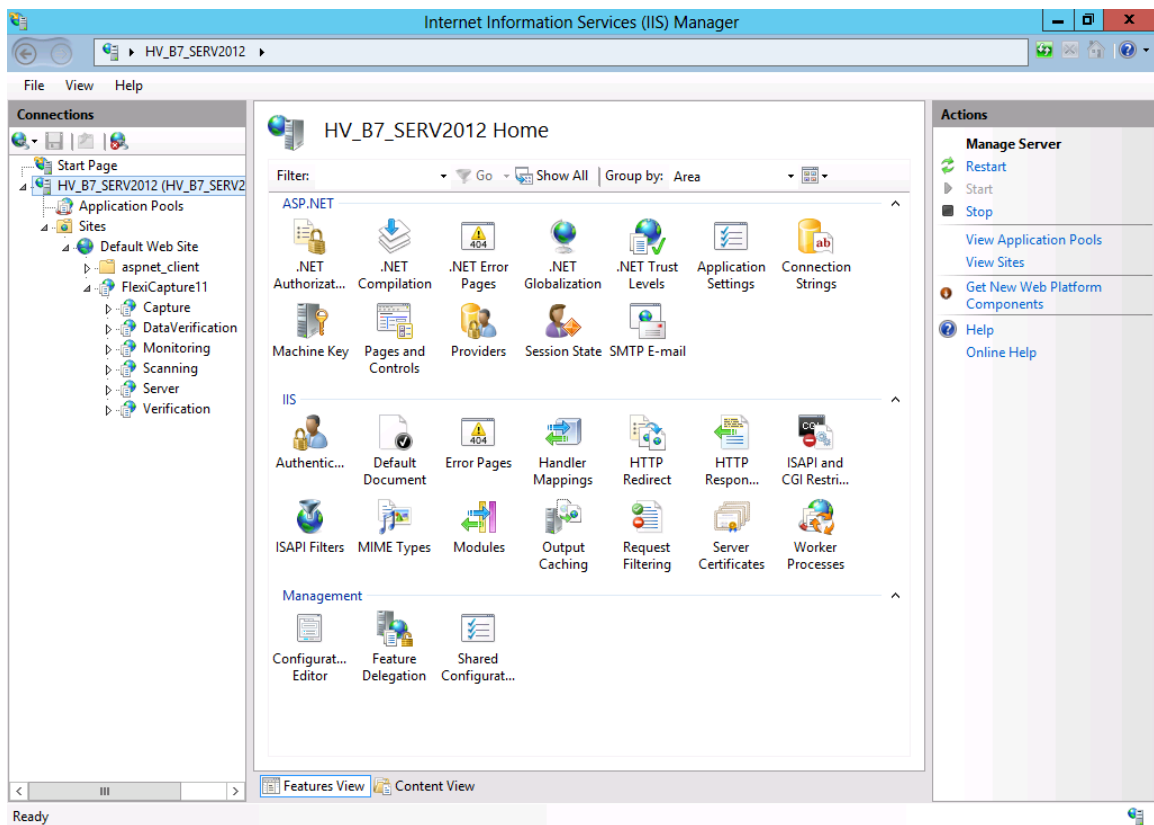 Internet Information Services (IIS) Manager
HV_B7_SERV2012
File View Help
Connections
Start Page
HV_B7_SERV2012 (HV_B7_SERV2
Application Pools
Sites
Default Web Site
aspnet_client
FlexiCapture11
Capture
DataVerification
Monitoring
Scanning
Server
Verification
HV_B7_SERV2012 Home
Filter: Go Show All Group by: Area
ASP.NET
.NET Authorizat...
.NET Compilation
.NET Error Pages
.NET Globalization
.NET Trust Levels
Application Settings
Connection Strings
Machine Key
Pages and Controls
Providers
Session State
SMTP E-mail
IIS
Authentic...
Default Document
Error Pages
Handler Mappings
HTTP Redirect
HTTP Respon...
ISAPI and CGI Restri...
ISAPI Filters
MIME Types
Modules
Output Caching
Request Filtering
Server Certificates
Worker Processes
Management
Configurat... Editor
Feature Delegation
Shared Configurat...
Features View Content View
Actions
Manage Server
Restart
Start
Stop
View Application Pools
View Sites
Get New Web Platform
Components
Help
Online Help
Ready